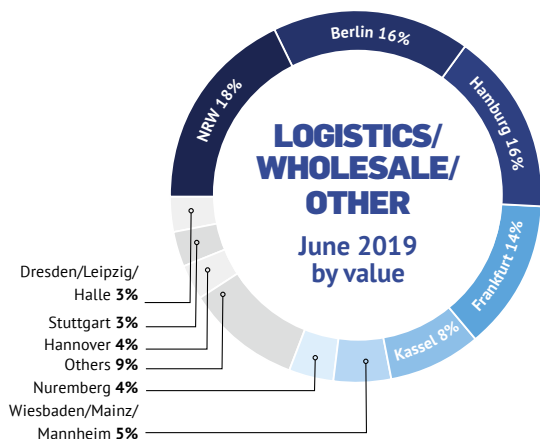 NRW 18%
Berlin 16%
Hamburg 16%
Frankfurt 14%
Kassel 8%
LOGISTICS/
WHOLESALE/
OTHER
June 2019
by value
Dresden/Leipzig/
Halle 3%
Stuttgart 3%
Hannover 4%
Others 9%
Nuremberg 4%
Wiesbaden/Mainz/
Mannheim 5%